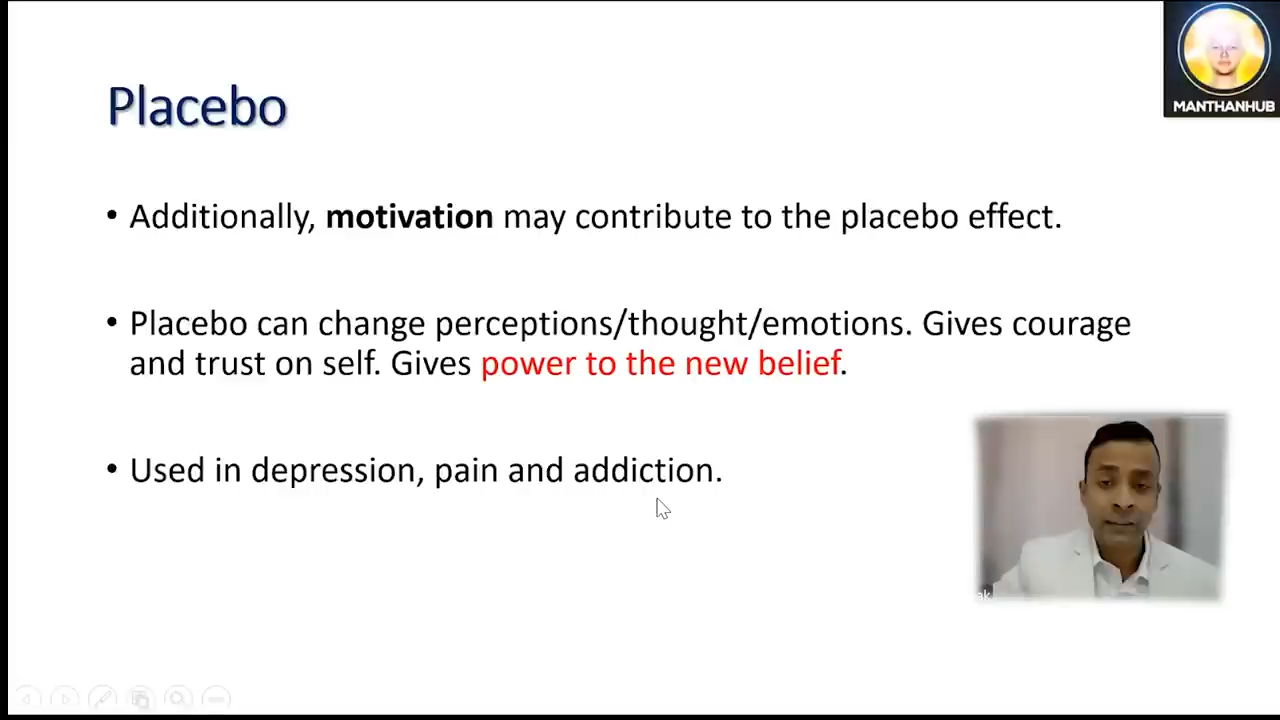 MANTHANHUB
Placebo
• Additionally, motivation may contribute to the placebo effect.
• Placebo can change perceptions/thought/emotions. Gives courage
and trust on self. Gives power to the new belief.
• Used in depression, pain and addiction.